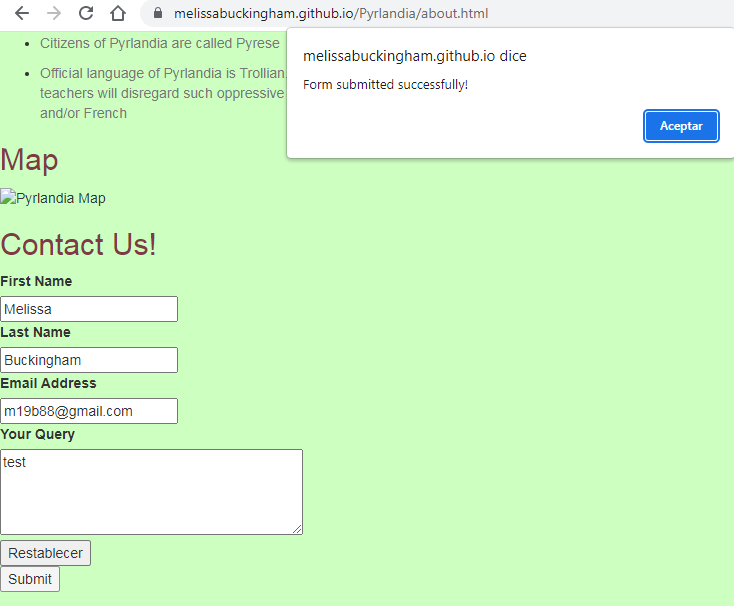 melissabuckingham.github.io/Pyrlandia/about.html
Citizens of Pyrlandia are called Pyrese
Official language of Pyrlandia is Trollian.
teachers will disregard such oppressive
and/or French
melissabuckingham.github.io dice
Form submitted successfully!
Aceptar
Map
Pyrlandia Map
Contact Us!
First Name
Melissa
Last Name
Buckingham
Email Address
m19b88@gmail.com
Your Query
test
Restablecer
Submit